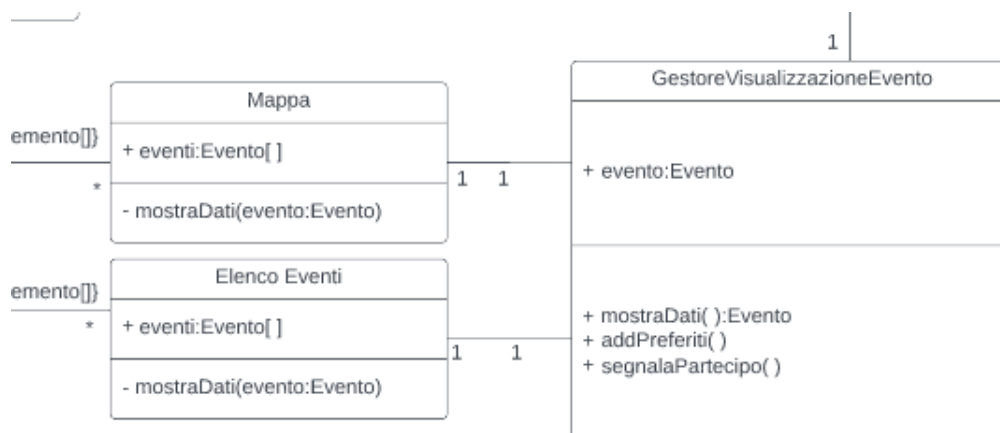 1
GestoreVisualizzazioneEvento
Mappa
emento[]}
+ eventi:Evento[ ]
*
1 1
+ evento:Evento
- mostraDati(evento:Evento)
Elenco Eventi
emento[]}
+ eventi:Evento[ ]
*
1 1
- mostraDati(evento:Evento)
+ mostraDati( ):Evento
+ addPreferiti( )
+ segnalaPartecipo( )